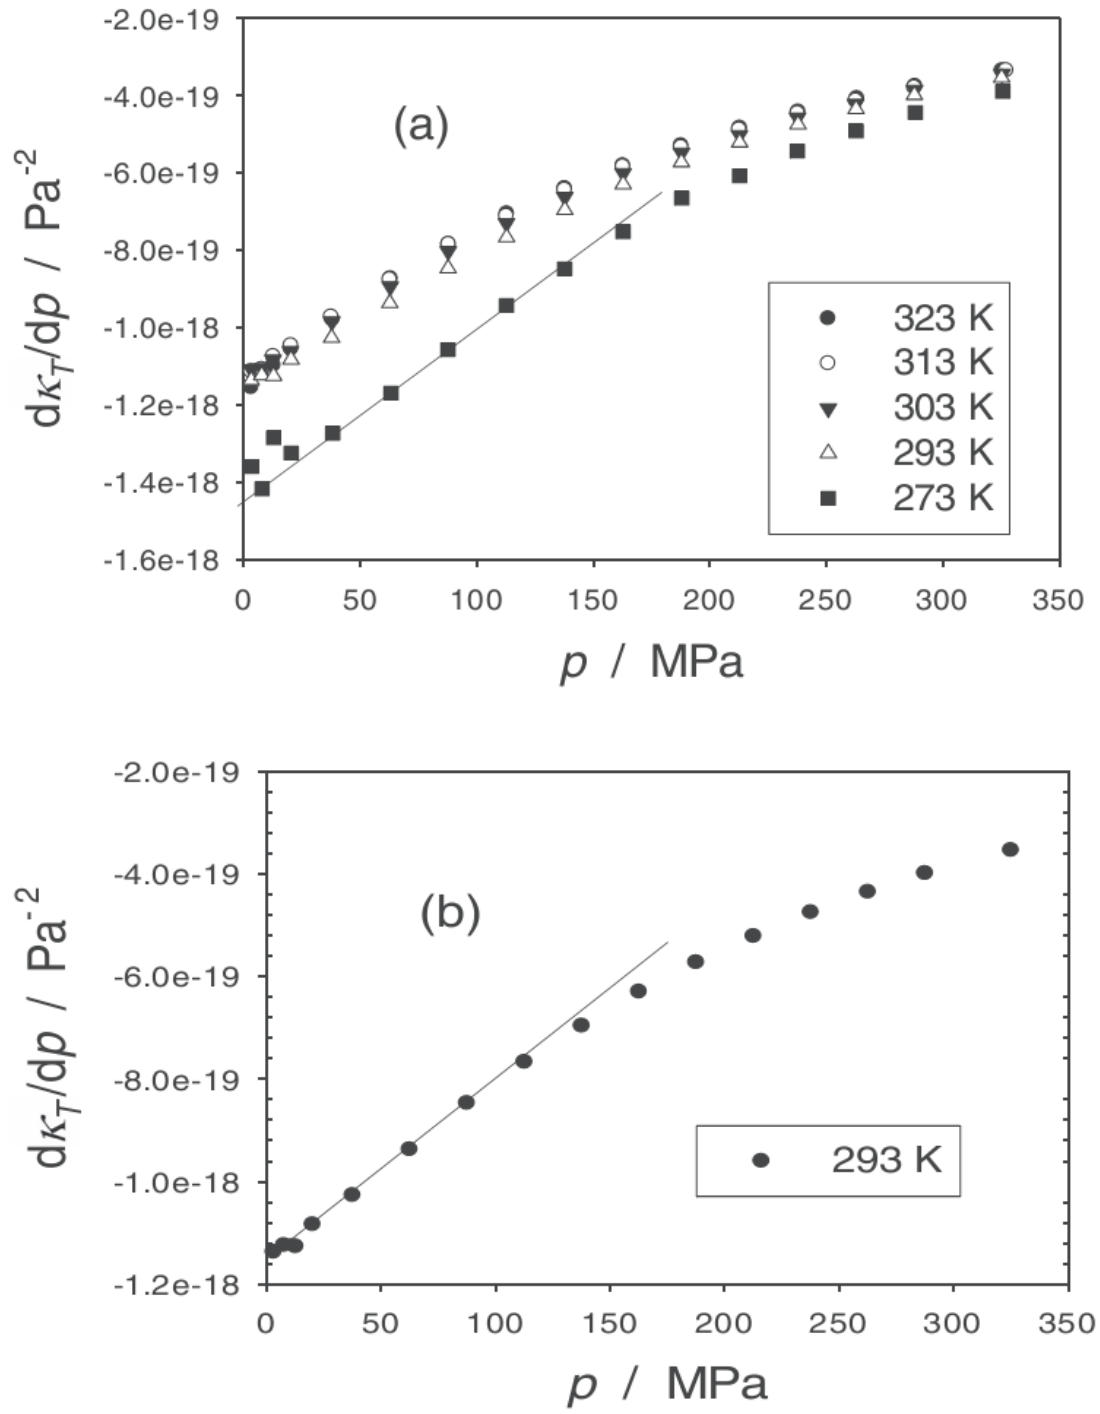 -2.0e-19
-4.0e-19
-6.0e-19
-8.0e-19
-1.0e-18
-1.2e-18
-1.4e-18
-1.6e-18
dκT/dp / Pa-2
(a)
323 K
313 K
303 K
293 K
273 K
0 50 100 150 200 250 300 350
p / MPa
-2.0e-19
-4.0e-19
-6.0e-19
-8.0e-19
-1.0e-18
-1.2e-18
dκT/dp / Pa-2
(b)
293 K
0 50 100 150 200 250 300 350
p / MPa